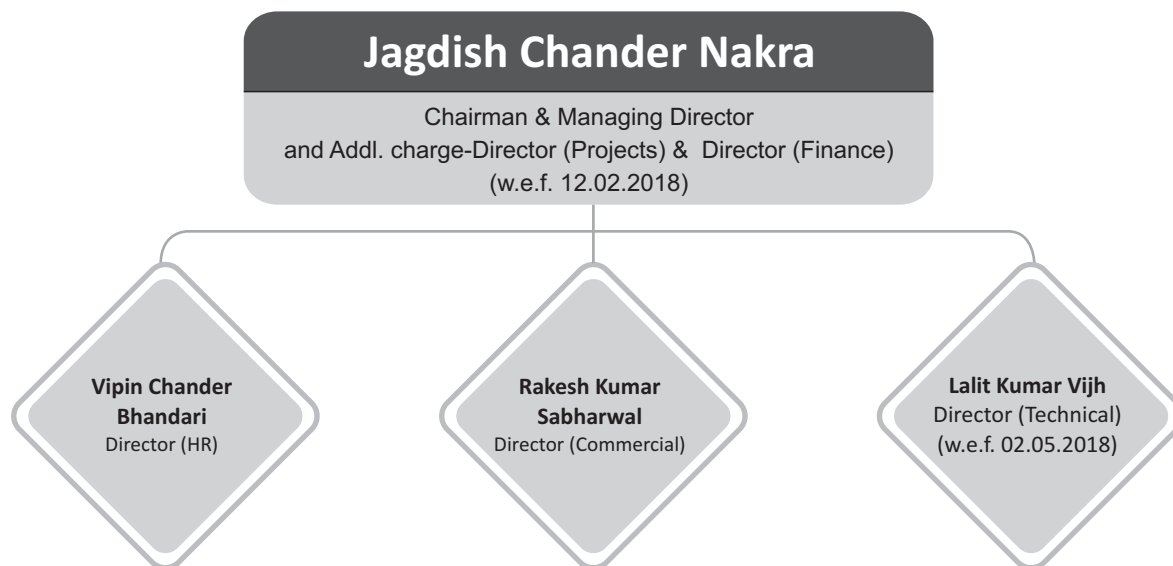 Jagdish Chander Nakra
Chairman & Managing Director
and Addl. charge-Director (Projects) & Director (Finance)
(w.e.f. 12.02.2018)
Vipin Chander
Bhandari
Director (HR)
Rakesh Kumar
Sabharwal
Director (Commercial)
Lalit Kumar Vijh
Director (Technical)
(w.e.f. 02.05.2018)